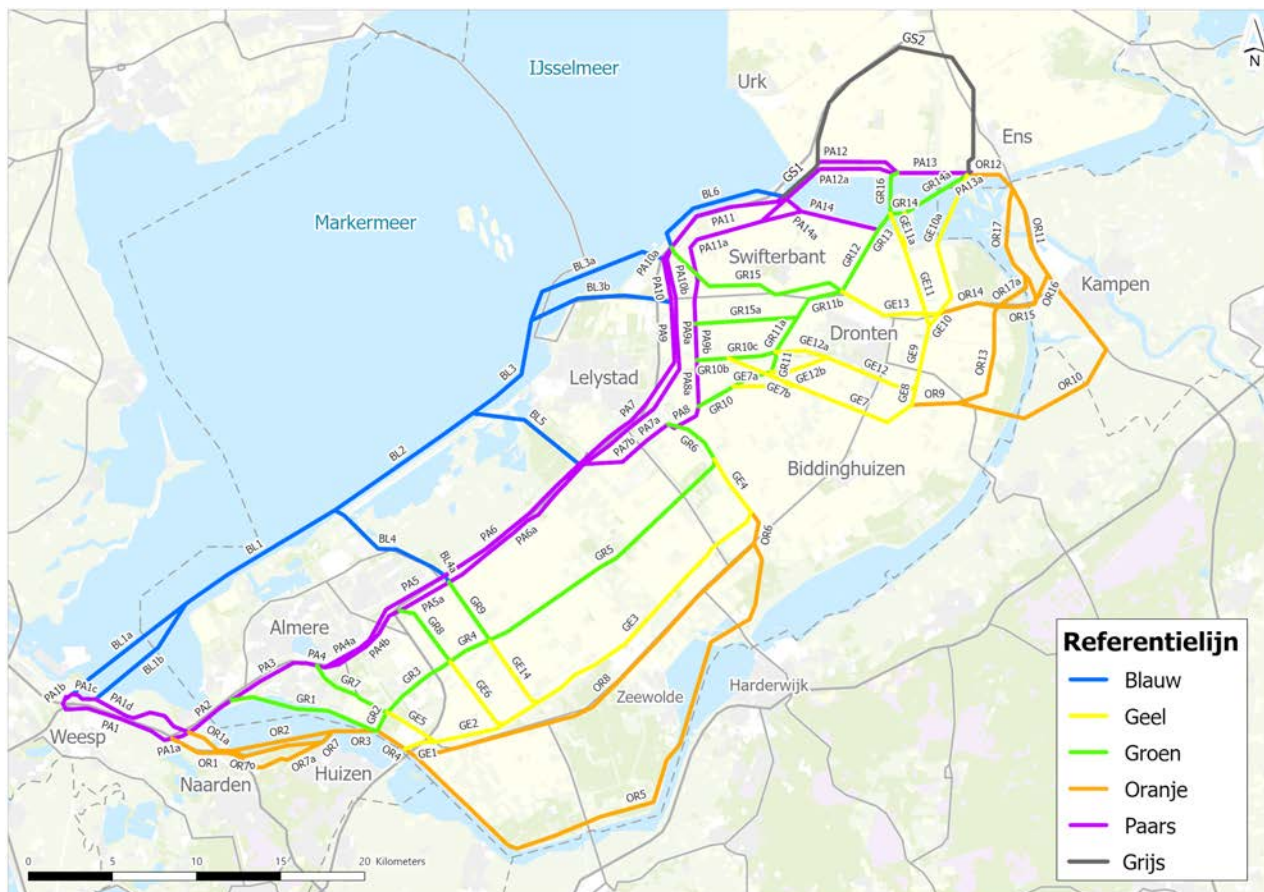 GS2
N
IJsselmeer
Urk
Ens
PA12
PA13
OR12
GS1
PA12a
GR16
GR14a
PA13a
BL6
GR14
PA14
PA11
GE11a
GE10a
Markermeer
PA14a
GR13
OR17
OR11
PA11a
GR12
BL3a
PA10a
Swifterbant
PA10b
GR15
OR17a
OR16
Kampen
BL3b
PA10
GE11
OR14
GR11b
GE13
OR15
GR15a
GE10
PA9
PA9a
PA9b
GR11a
Dronten
GE9
OR13
GR10c
GE12a
BL3
Lelystad
GR10b
GE7a
GR11
GE12b
GE12
OR10
PA8a
GE7b
GE7
GE8
OR9
PA7
PA8
GR10
BL5
PA7a
PA7b
GR6
BL2
Biddinghuizen
GE4
PA6
PA6a
OR6
BL1
BL4
BL4a
GR5
PA5
PA5a
GR9
BL1a
Almere
GR8
GR4
GE3
BL1b
PA4a
PA4b
PA4
PA3
GR3
GE14
PA1b
PA1c
GR7
GE6
OR8
Zeewolde
Harderwijk
PA1d
PA2
GR1
GR2
GE5
GE2
PA1
Weesp
OR1a
OR2
OR3
PA1a
OR1
OR7b
OR7
OR7a
OR4
GE1
Naarden
Huizen
OR5
0
5
10
15
20 Kilometers
Referentielijn
Blauw
Geel
Groen
Oranje
Paars
Grijs